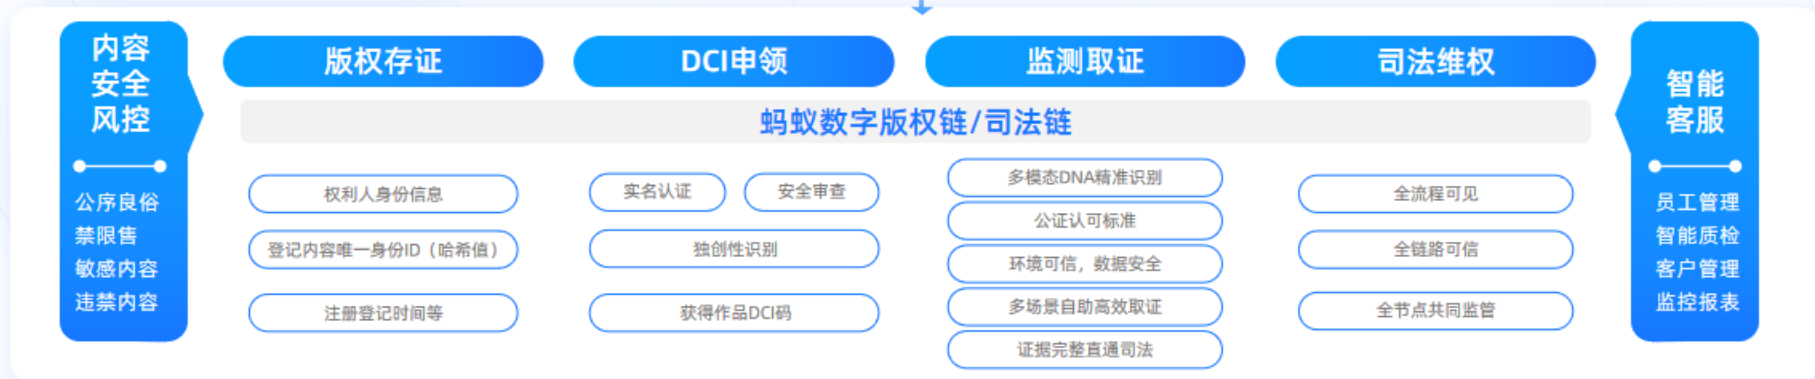 内容
安全
风控
公序良俗
禁限售
敏感内容
违禁内容
版权存证
DCI申领
监测取证
司法维权
蚂蚁数字版权链/司法链
权利人身份信息
登记内容唯一身份ID（哈希值）
注册登记时间等
实名认证
安全审查
独创性识别
获得作品DCI码
多模态DNA精准识别
公证认可标准
环境可信，数据安全
多场景自助高效取证
证据完整直通司法
全流程可见
全链路可信
全节点共同监管
智能
客服
员工管理
智能质检
客户管理
监控报表